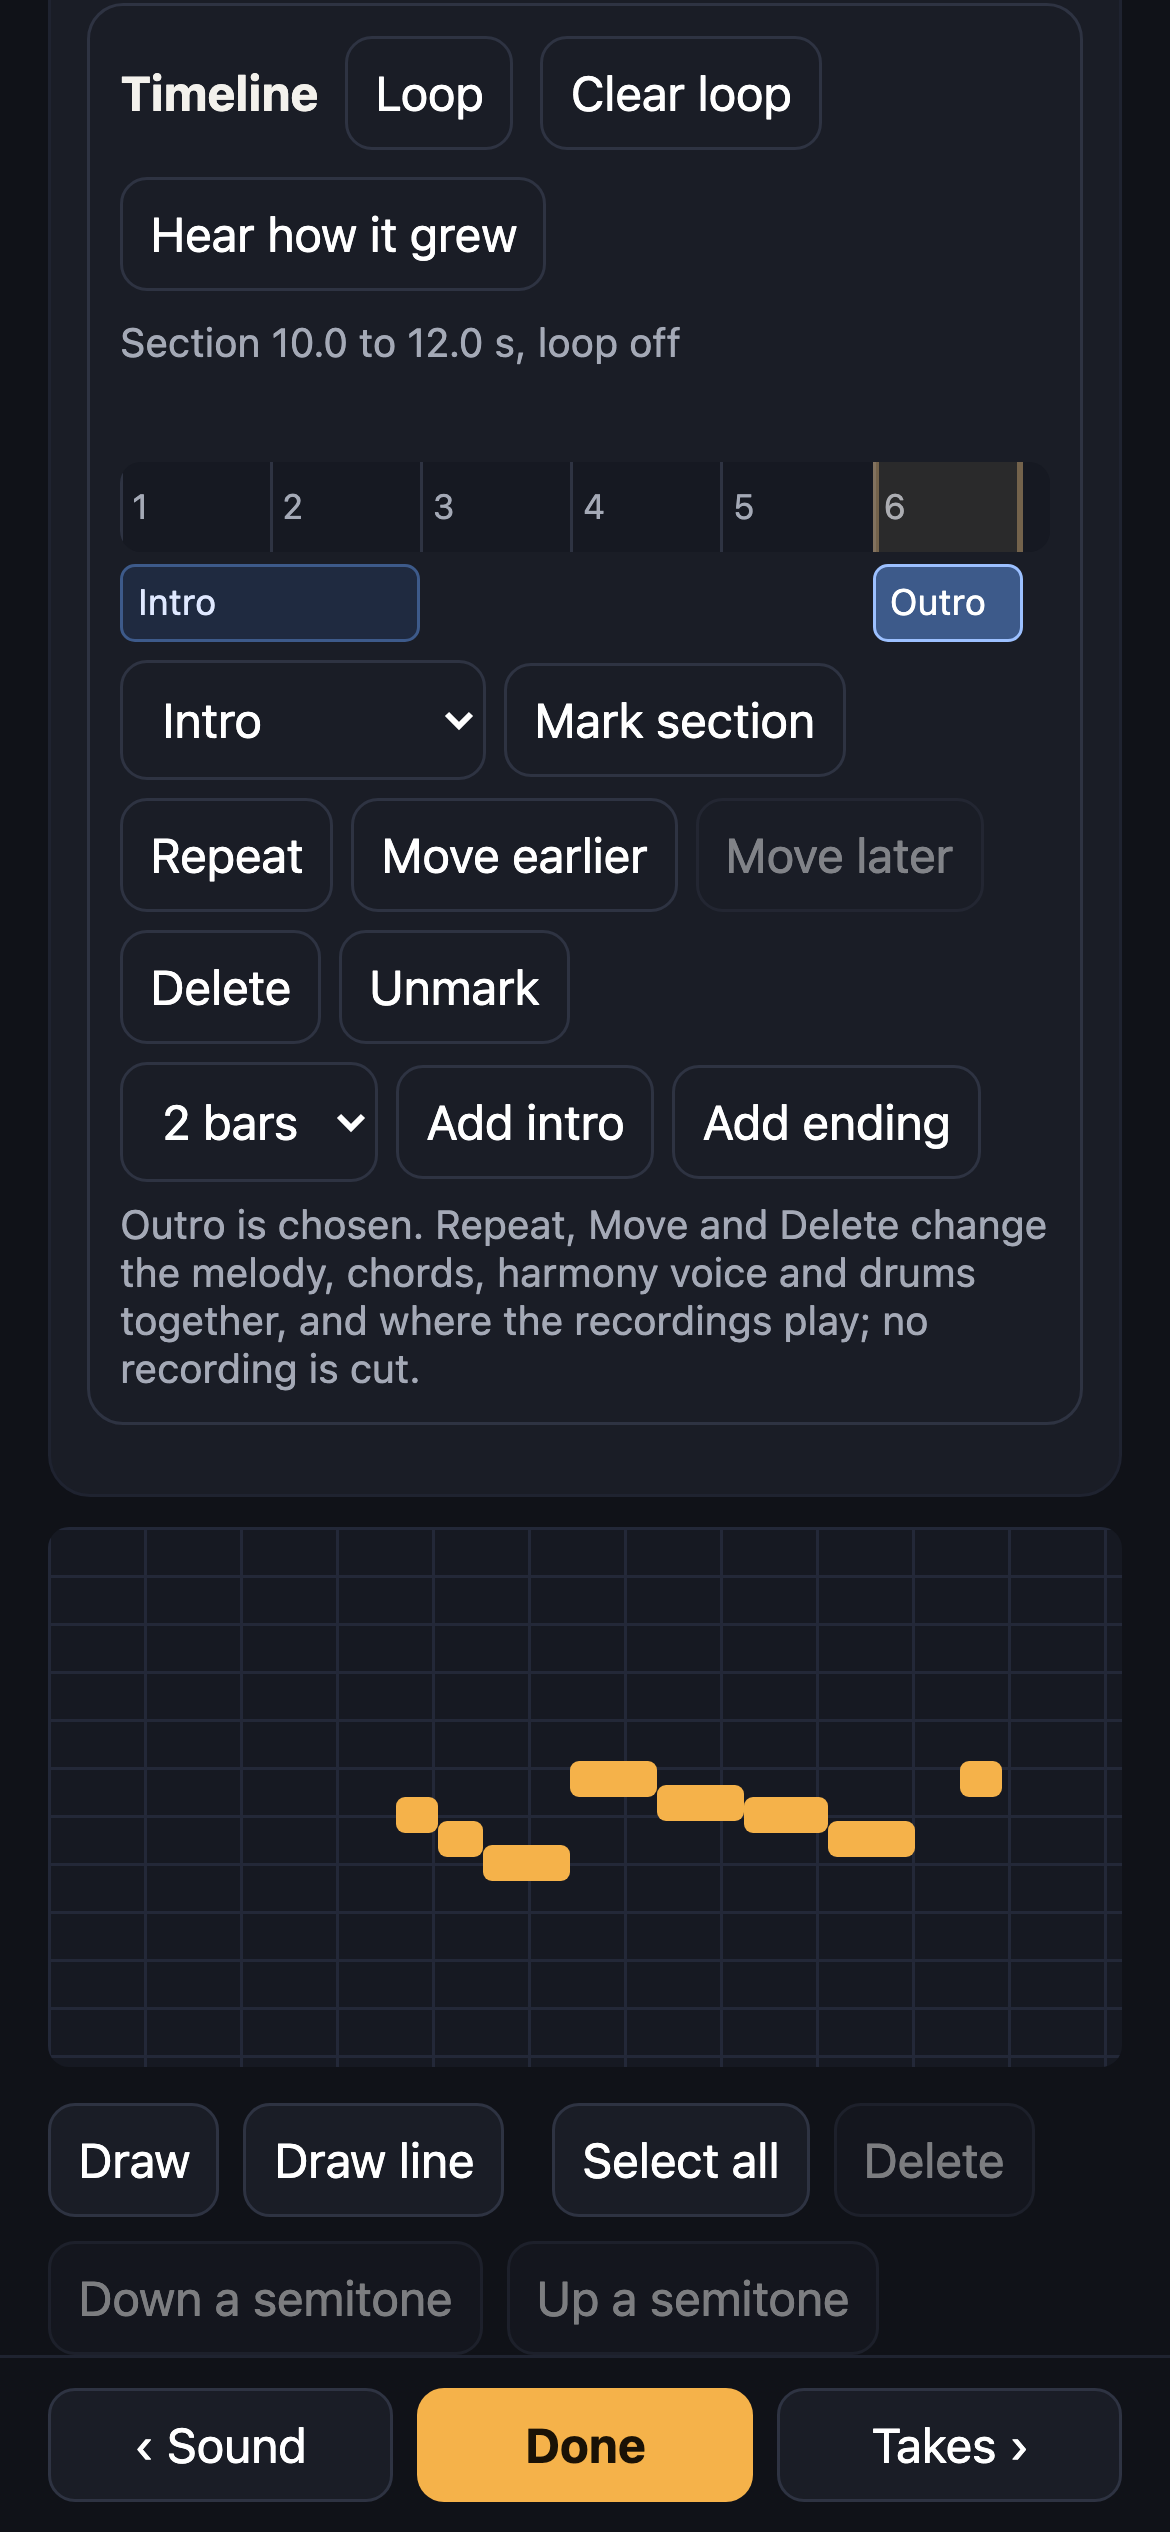 Timeline Loop Clear loop
Hear how it grew
Section 10.0 to 12.0 s, loop off
1 2 3 4 5 6
Intro Outro
Intro Mark section
Repeat Move earlier Move later
Delete Unmark
2 bars Add intro Add ending
Outro is chosen. Repeat, Move and Delete change
the melody, chords, harmony voice and drums
together, and where the recordings play; no
recording is cut.
Draw Draw line Select all Delete
Down a semitone Up a semitone
‹ Sound Done Takes ›